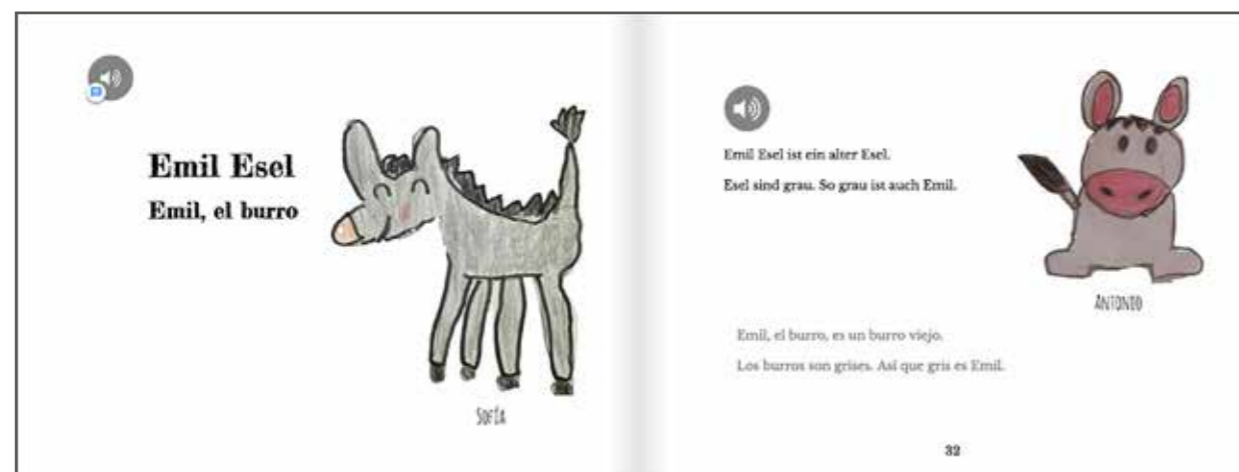 Emil Esel
Emil, el burro
SOFÍA
Emil Esel ist ein alter Esel.
Esel sind grau. So grau ist auch Emil.
ANTONIO
Emil, el burro, es un burro viejo.
Los burros son grises. Así que gris es Emil.
32